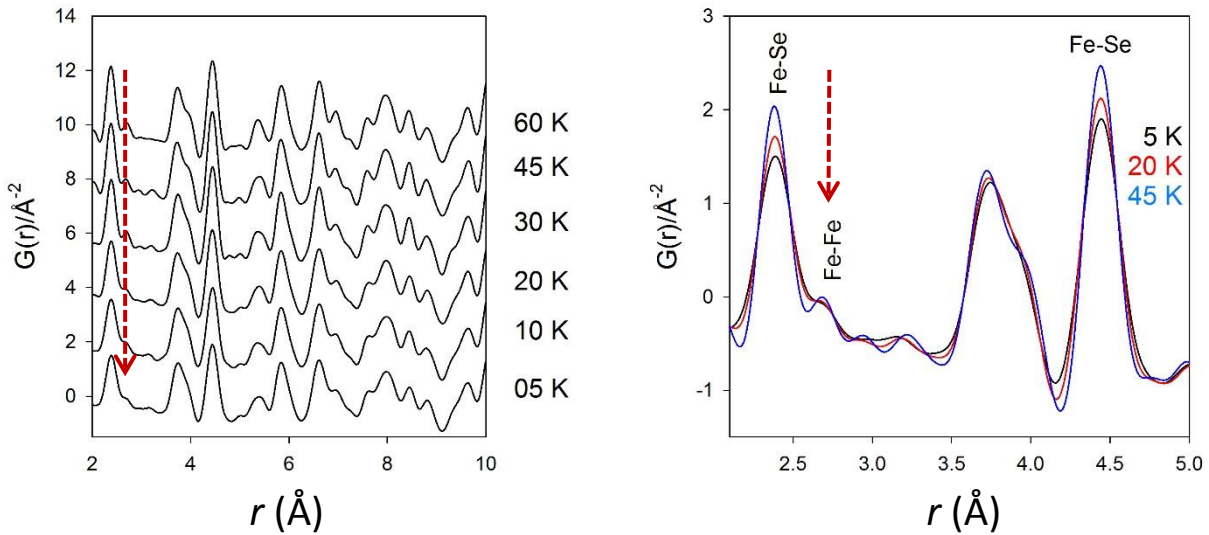 14
12
10
8
6
4
2
0
G(r)/Å⁻²
60 K
45 K
30 K
20 K
10 K
05 K
2 4 6 8 10
r (Å)
3
2
1
0
-1
G(r)/Å⁻²
Fe-Se
Fe-Fe
Fe-Se
5 K
20 K
45 K
2.5 3.0 3.5 4.0 4.5 5.0
r (Å)